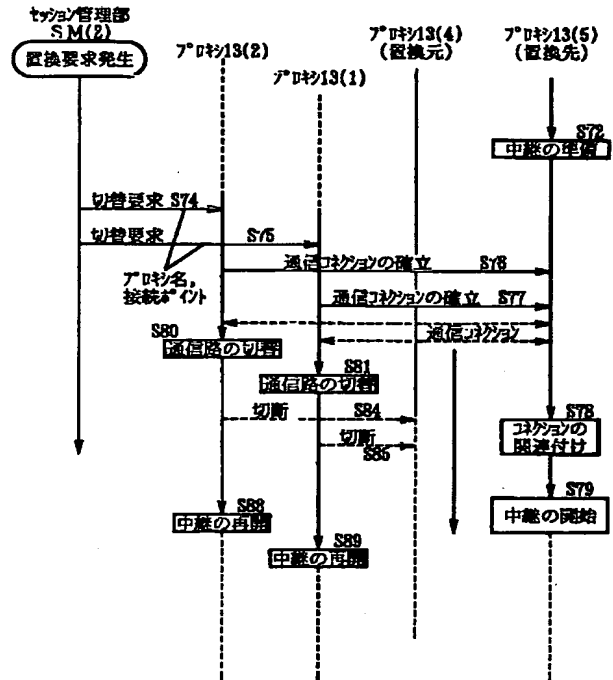 セッション管理部
SM(2)
置換要求発生
プロキシ13(2)
プロキシ13(1)
プロキシ13(4)
(置換元)
プロキシ13(5)
(置換先)
S72
中継の準備
切替要求 S74
切替要求 S75
プロキシ名,
接続ポイント
通信コネクションの確立 S76
通信コネクションの確立 S77
通信コネクション
S80
通信路の切替
S81
通信路の切替
切断 S84
切断
S85
S78
コネクションの
関連付け
S79
中継の開始
S88
中継の再開
S89
中継の再開